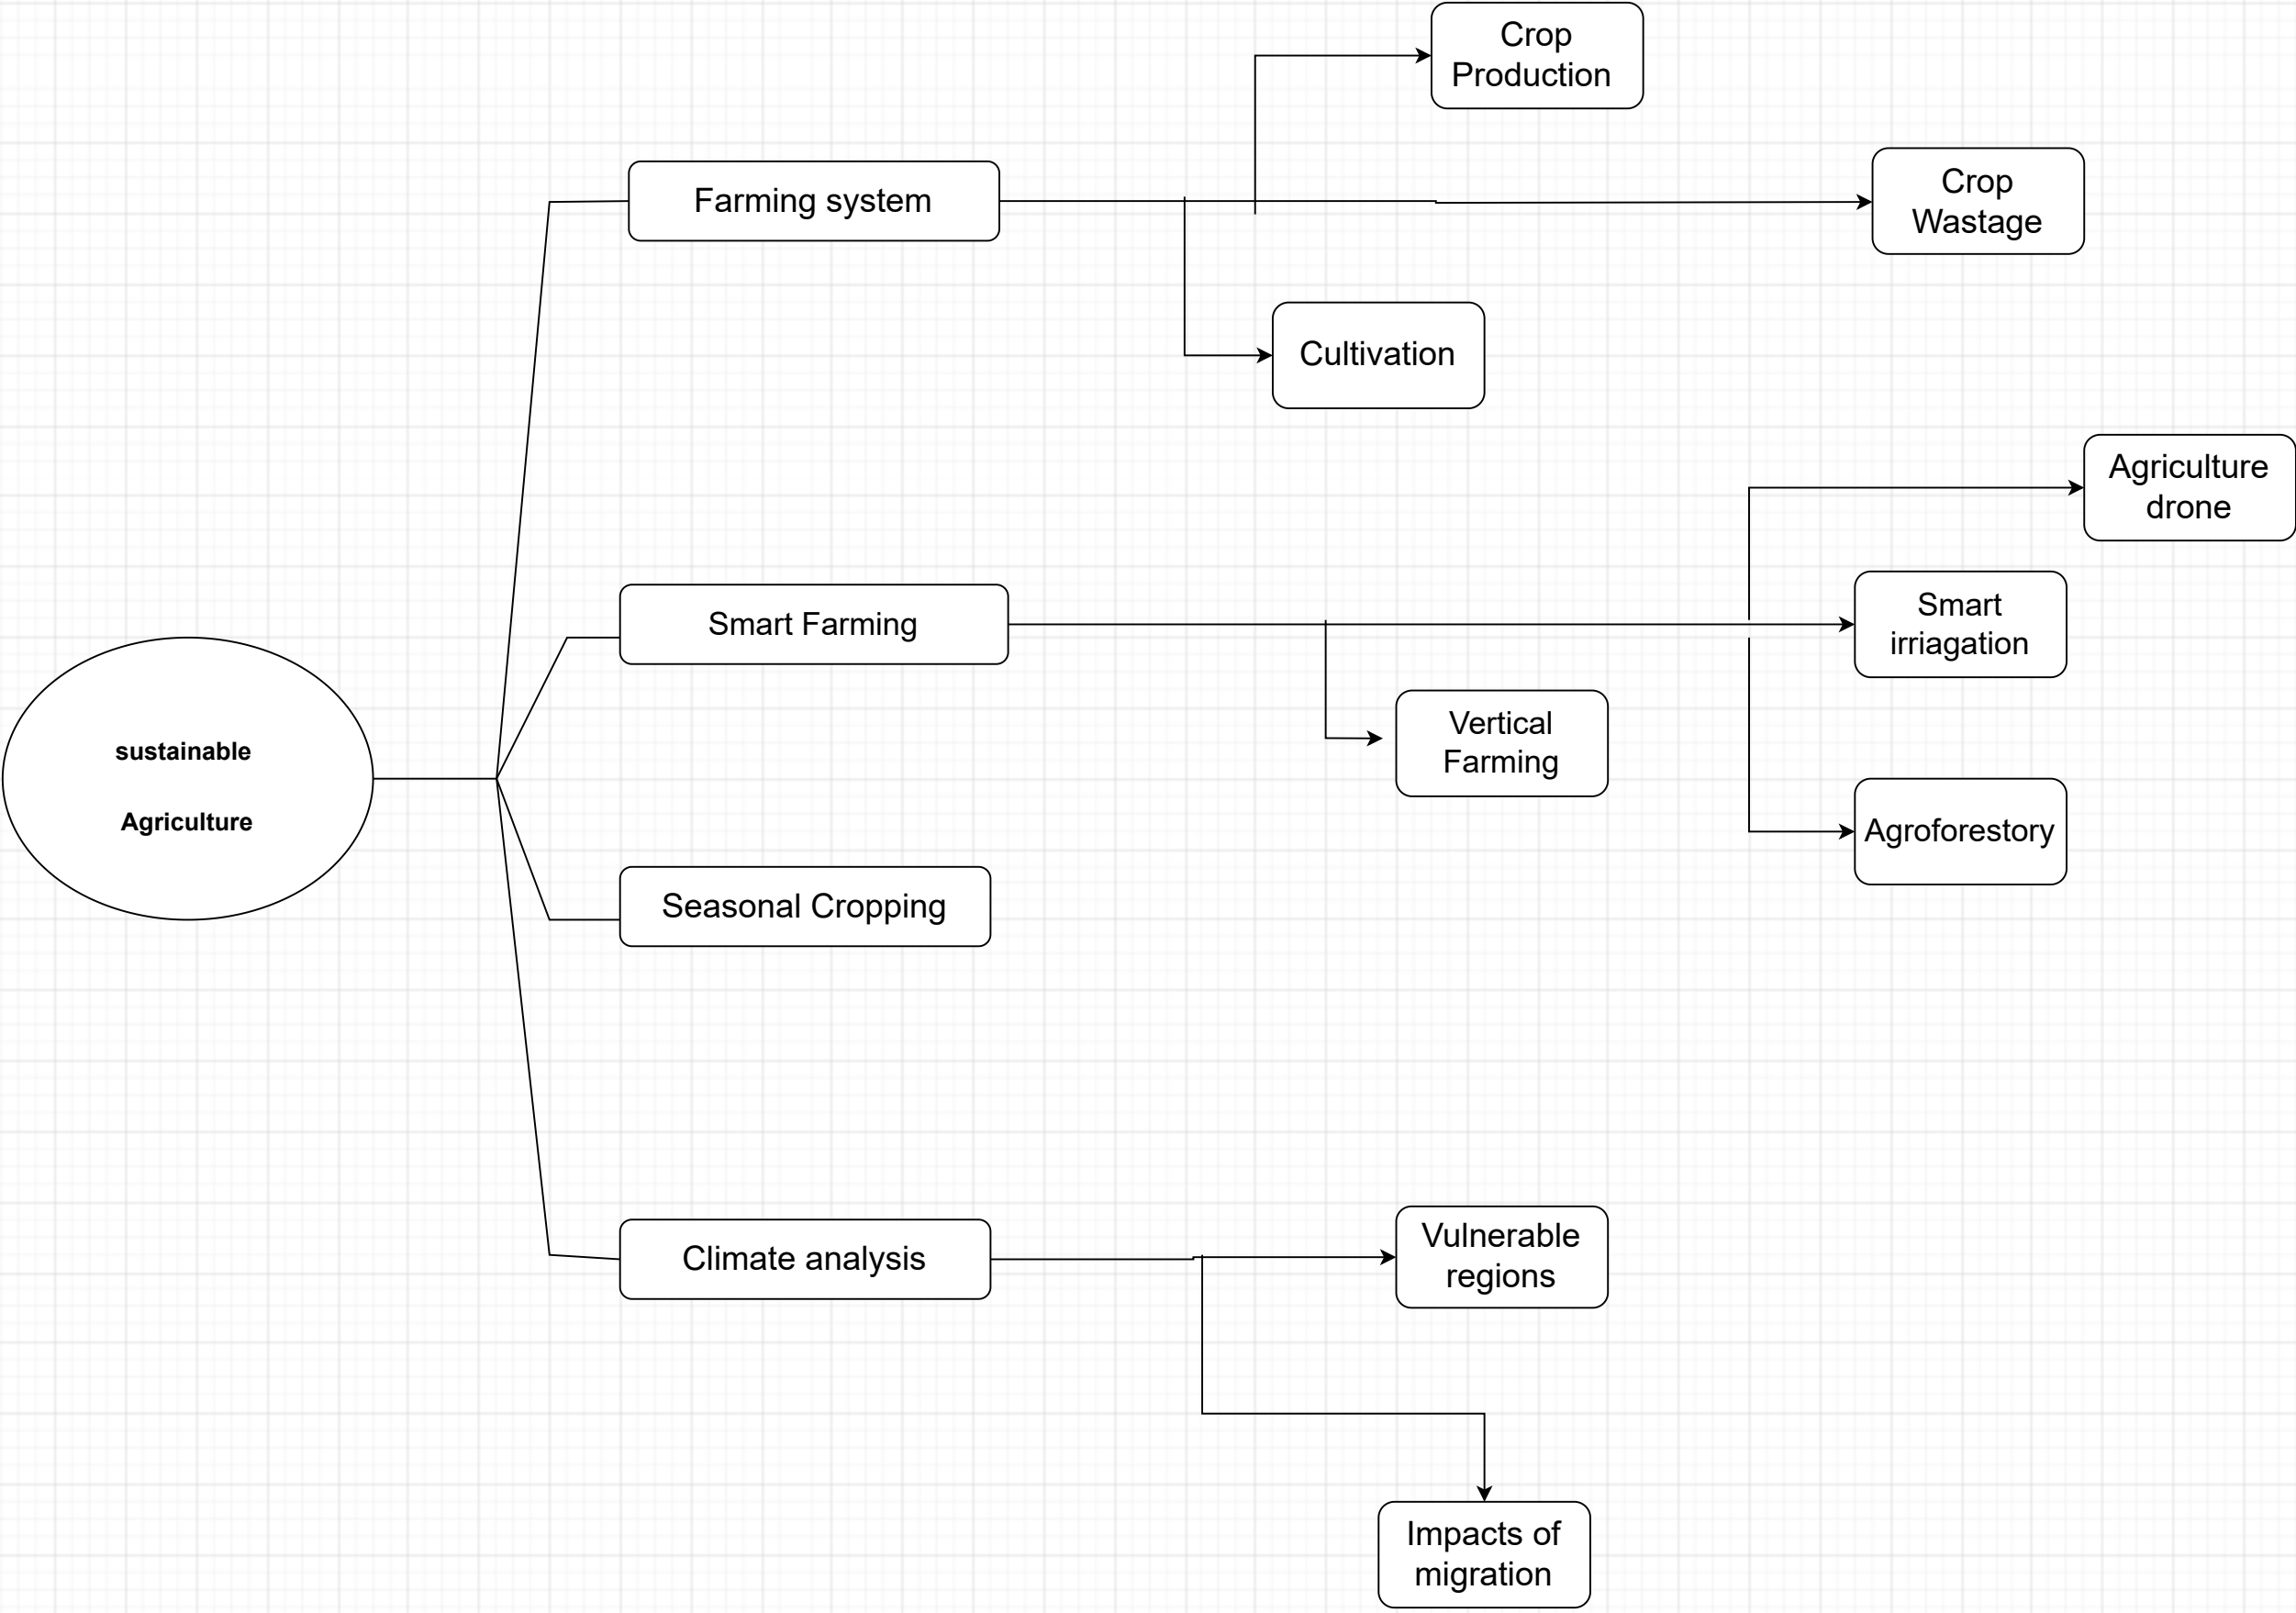 Crop
Production
Farming system
Crop
Wastage
Cultivation
Agriculture
drone
Smart Farming
Smart
irriagation
Vertical
Farming
sustainable
Agriculture
Agroforestory
Seasonal Cropping
Climate analysis
Vulnerable
regions
Impacts of
migration